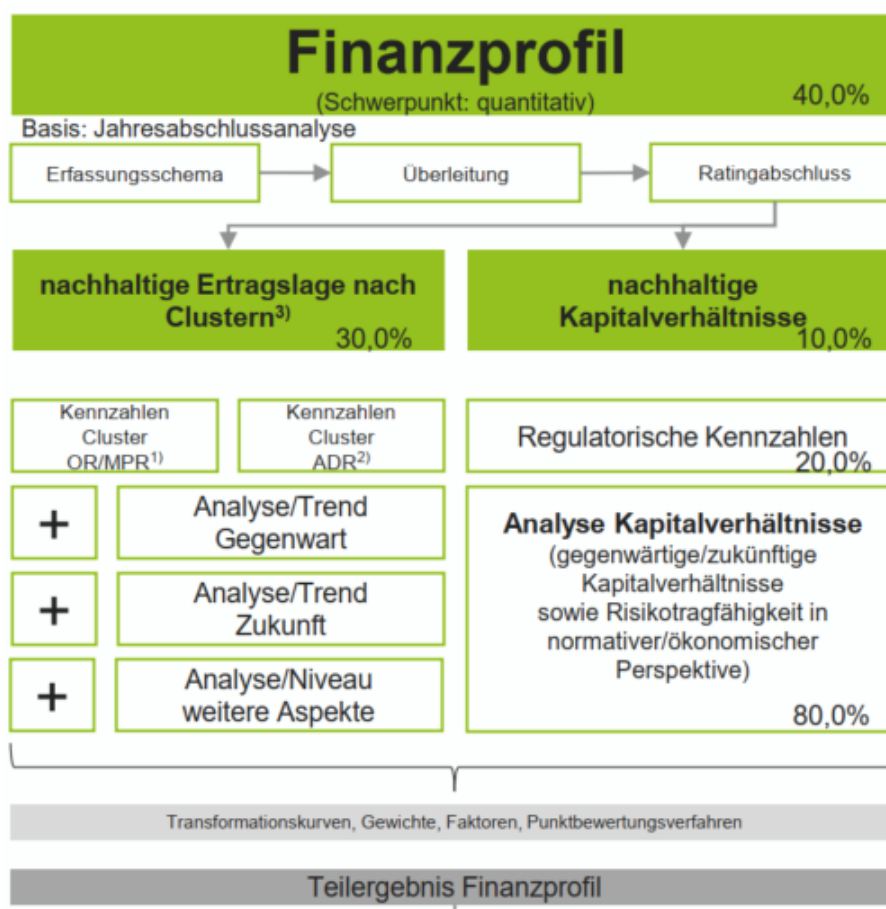 Finanzprofil
(Schwerpunkt: quantitativ)
40,0%
Basis: Jahresabschlussanalyse
Erfassungsschema
Überleitung
Ratingabschluss
nachhaltige Ertragslage nach
Clustern³⁾
30,0%
nachhaltige
Kapitalverhältnisse
10,0%
Kennzahlen
Cluster
OR/MPR¹⁾
Kennzahlen
Cluster
ADR²⁾
Regulatorische Kennzahlen
20,0%
+
Analyse/Trend
Gegenwart
+
Analyse/Trend
Zukunft
+
Analyse/Niveau
weitere Aspekte
Analyse Kapitalverhältnisse
(gegenwärtige/zukünftige
Kapitalverhältnisse
sowie Risikotragfähigkeit in
normativer/ökonomischer
Perspektive)
80,0%
Transformationskurven, Gewichte, Faktoren, Punktbewertungsverfahren
Teilergebnis Finanzprofil